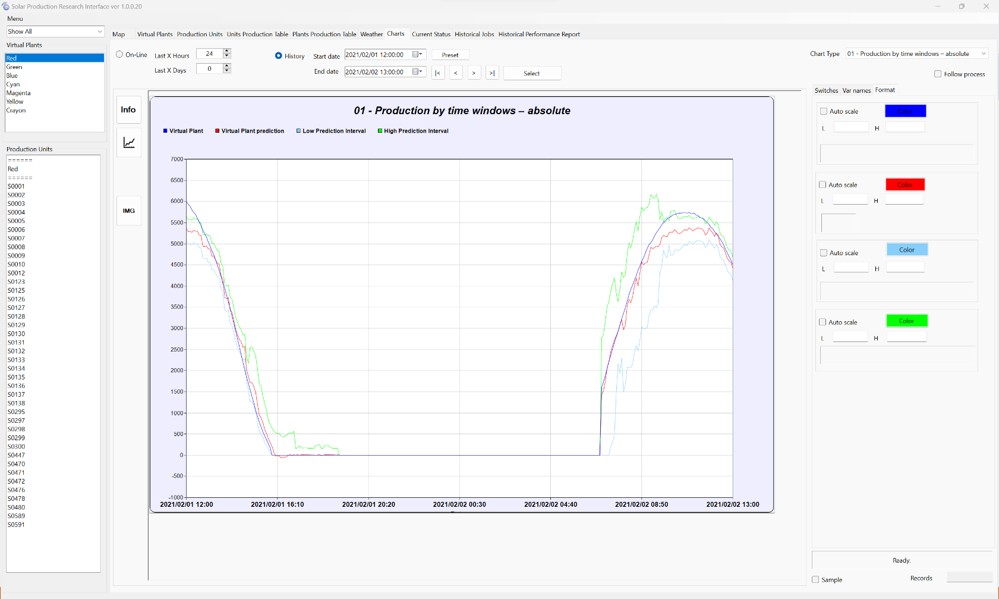 Solar Production Research Interface ver 1.0.0.20
Menu
Show All
Map Virtual Plants Production Units Units Production Table Plants Production Table Weather Charts Current Status Historical Jobs Historical Performance Report
Virtual Plants
Red
Green
Blue
Cyan
Magenta
Yellow
Crayon
Production Units
======
Red
======
S0001
S0002
S0003
S0004
S0005
S0006
S0007
S0008
S0009
S0010
S0012
S0123
S0125
S0126
S0127
S0128
S0129
S0130
S0131
S0132
S0133
S0134
S0135
S0136
S0137
S0138
S0295
S0297
S0298
S0299
S0300
S0447
S0470
S0471
S0472
S0476
S0478
S0480
S0589
S0591
On-Line Last X Hours 24
Last X Days 0
History Start date 2021/02/01 12:00:00 Preset
End date 2021/02/02 13:00:00 |< < > >| Select
Chart Type 01 - Production by time windows – absolute
Follow process
Info
IMG
01 - Production by time windows – absolute
Virtual Plant Virtual Plant prediction Low Prediction Interval High Prediction Interval
7000
6500
6000
5500
5000
4500
4000
3500
3000
2500
2000
1500
1000
500
0
-500
-1000
2021/02/01 12:00 2021/02/01 16:10 2021/02/01 20:20 2021/02/02 00:30 2021/02/02 04:40 2021/02/02 08:50 2021/02/02 13:00
Switches Var names Format
Auto scale Color
L H
Auto scale Color
L H
Auto scale Color
L H
Auto scale Color
L H
Ready.
Sample Records